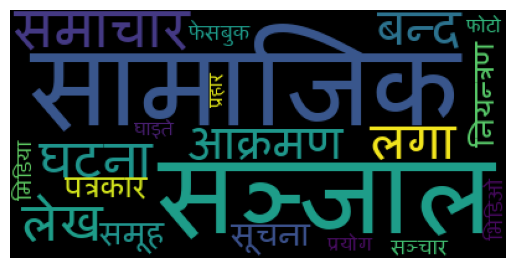 समाचार फेसबुक बन्द फोटो
सामाजिक
प्रहार
नियन्त्रण
घाइते
आक्रमण लगा
मिडिया
घटना
पत्रकार
सञ्जाल
लेख
समूह
सूचना
प्रयोग
सञ्चार
भिडिओ